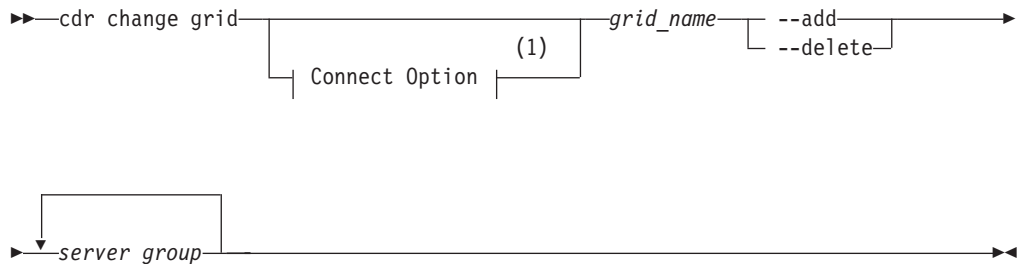 cdr change grid grid_name --add
(1) --delete
Connect Option
server group